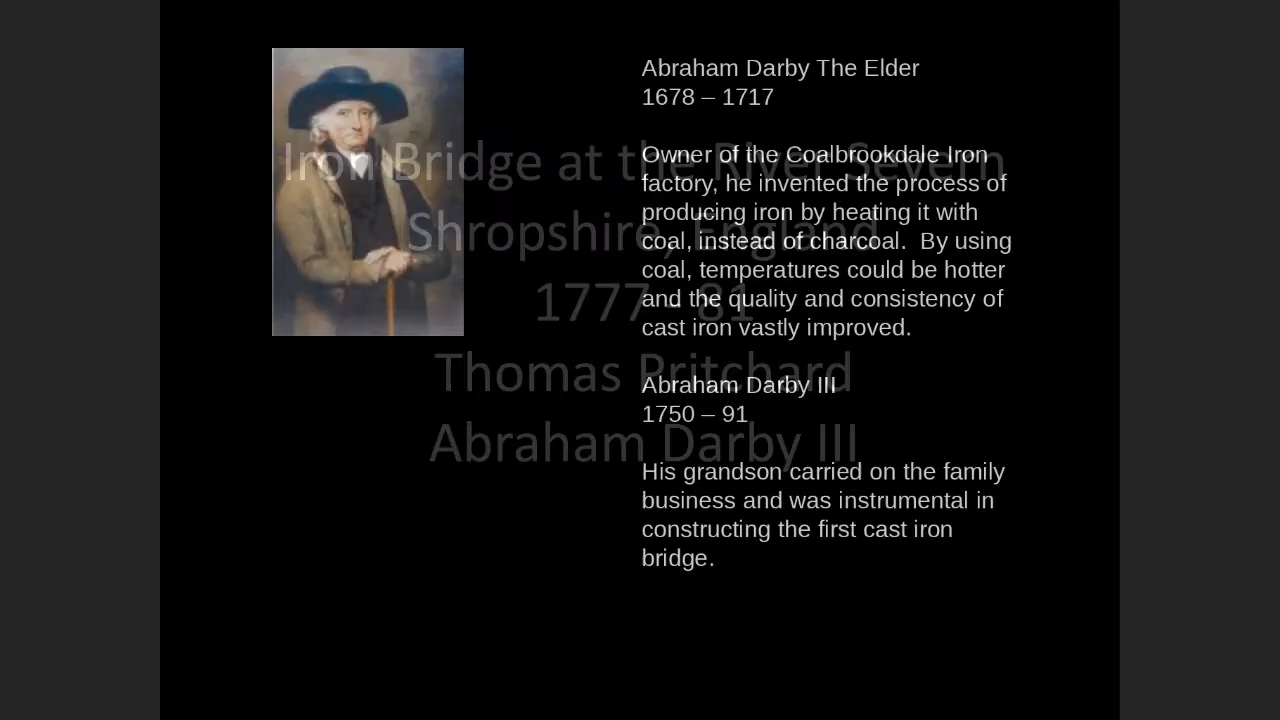 Abraham Darby The Elder
1678 – 1717
Owner of the Coalbrookdale Iron
factory, he invented the process of
producing iron by heating it with
coal, instead of charcoal.  By using
coal, temperatures could be hotter
and the quality and consistency of
cast iron vastly improved.
Abraham Darby III
1750 – 91
His grandson carried on the family
business and was instrumental in
constructing the first cast iron
bridge.
Iron Bridge at the River Severn
Shropshire, England
1777 - 81
Thomas Pritchard
Abraham Darby III